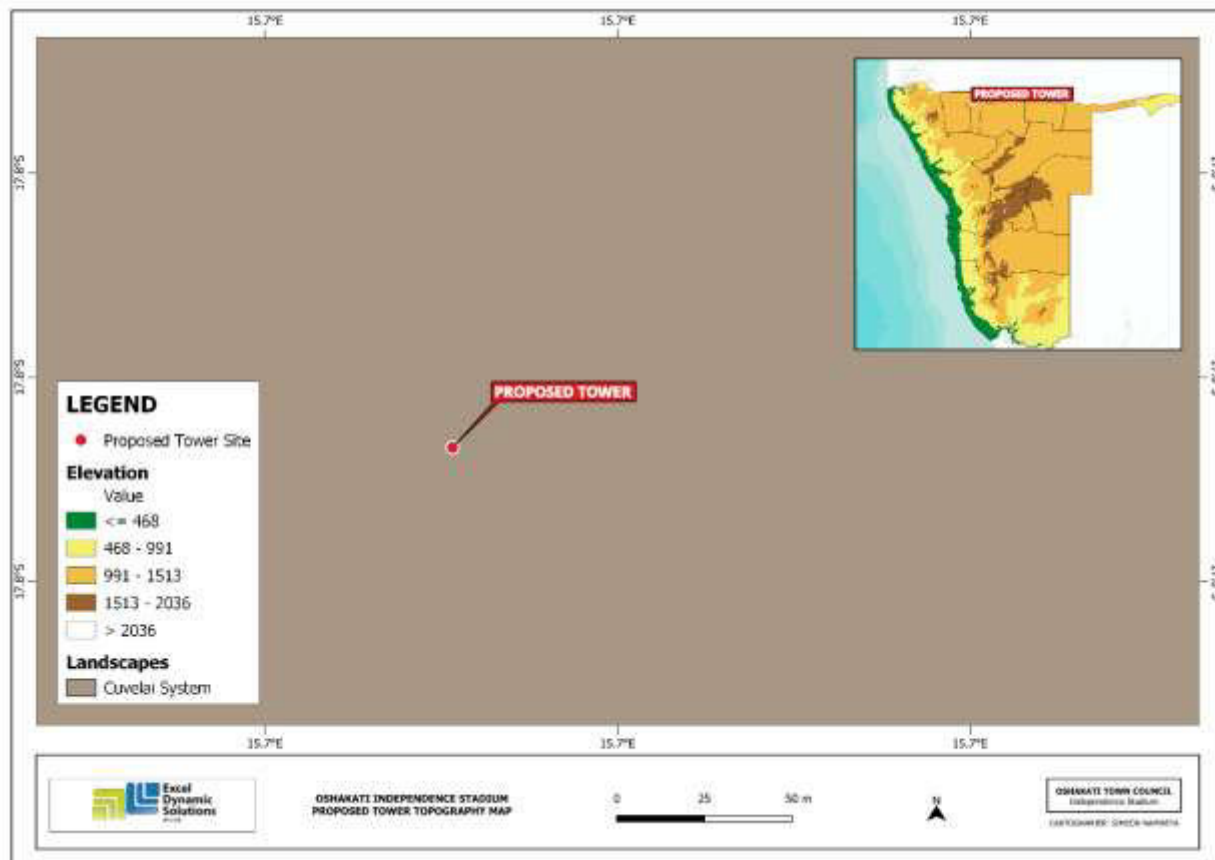 15.7°E 15.7°E 15.7°E
PROPOSED TOWER
17.8°S
17.8°S
17.8°S
PROPOSED TOWER
LEGEND
Proposed Tower Site
Elevation
Value
<= 468
468 - 991
991 - 1513
1513 - 2036
> 2036
Landscapes
Cuvelai System
15.7°E 15.7°E 15.7°E
Excel
Dynamic
Solutions
OSHAKATI INDEPENDENCE STADIUM
PROPOSED TOWER TOPOGRAPHY MAP
0 25 50 m
N
OSHAKATI TOWN COUNCIL
Independence Stadium
CARTOGRAPHER: